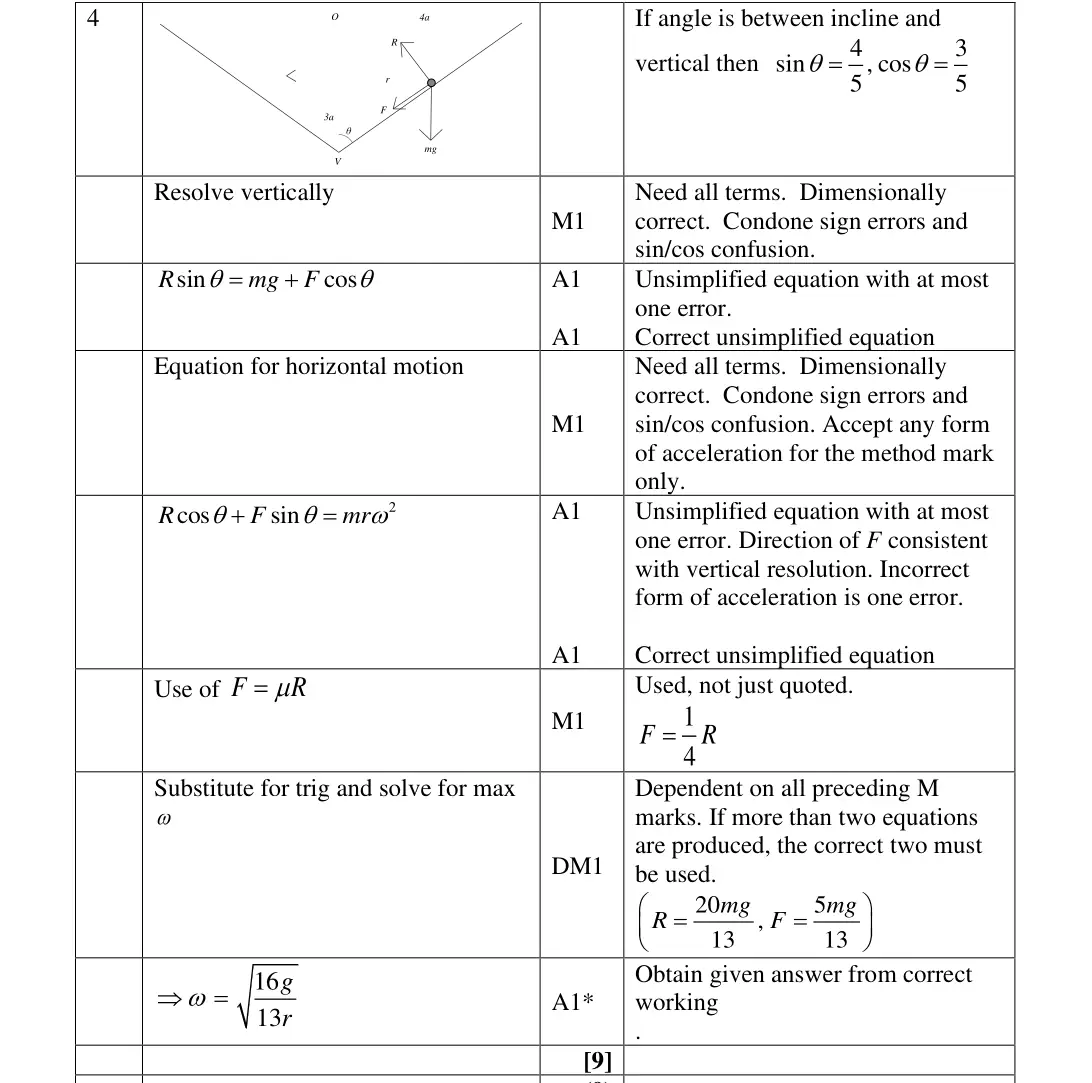 4
O
4a
R
r
F
3a
θ
mg
V
If angle is between incline and
vertical then sin θ = 4/5, cos θ = 3/5
Resolve vertically
M1
Need all terms. Dimensionally
correct. Condone sign errors and
sin/cos confusion.
R sin θ = mg + F cos θ
A1
Unsimplified equation with at most
one error.
A1
Correct unsimplified equation
Equation for horizontal motion
M1
Need all terms. Dimensionally
correct. Condone sign errors and
sin/cos confusion. Accept any form
of acceleration for the method mark
only.
R cos θ + F sin θ = mrω²
A1
Unsimplified equation with at most
one error. Direction of F consistent
with vertical resolution. Incorrect
form of acceleration is one error.
A1
Correct unsimplified equation
Use of F = μR
M1
Used, not just quoted.
F = 1/4 R
Substitute for trig and solve for max
ω
DM1
Dependent on all preceding M
marks. If more than two equations
are produced, the correct two must
be used.
(R = 20mg/13, F = 5mg/13)
⇒ ω = √(16g/13r)
A1*
Obtain given answer from correct
working
.
[9]